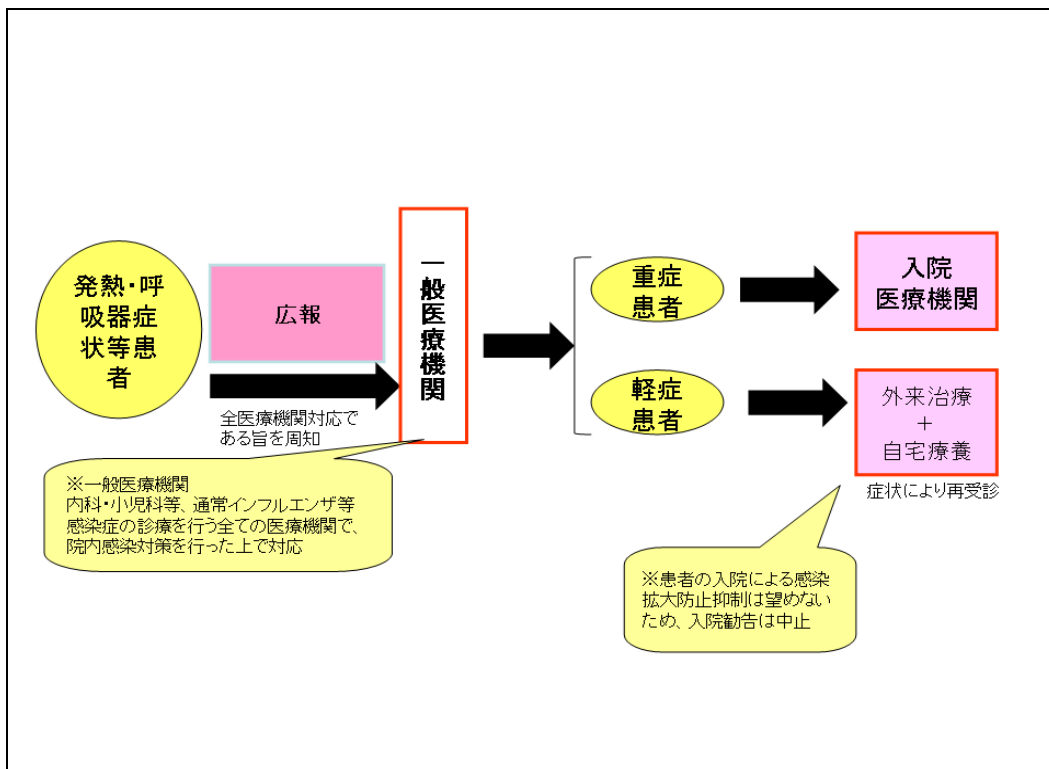 発熱・呼
吸器症
状等患
者
広報
全医療機関対応で
ある旨を周知
一般医療機関
※一般医療機関
内科・小児科等、通常インフルエンザ等
感染症の診療を行う全ての医療機関で、
院内感染対策を行った上で対応
重症
患者
入院
医療機関
軽症
患者
外来治療
+
自宅療養
症状により再受診
※患者の入院による感染
拡大防止抑制は望めない
ため、入院勧告は中止